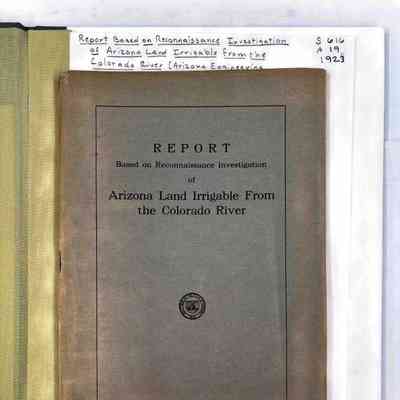 Report Based on Reconnaissance Investigation
of Arizona Land Irrigable From the
Colorado River (Arizona Engineering
S 616
A 19
1923
REPORT
Based on Reconnaissance Investigation
of
Arizona Land Irrigable From
the Colorado River